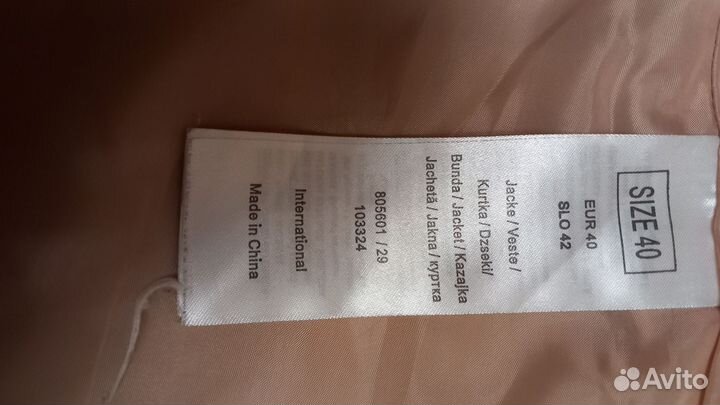 SIZE 40
EUR 40
SLO 42
Jacke / Veste /
Kurtka / Dzseki/
Bunda / Jacket / Kazajka
Jachetă / Jakna / куртка
805601 / 29
103324
International
Made in China
Avito